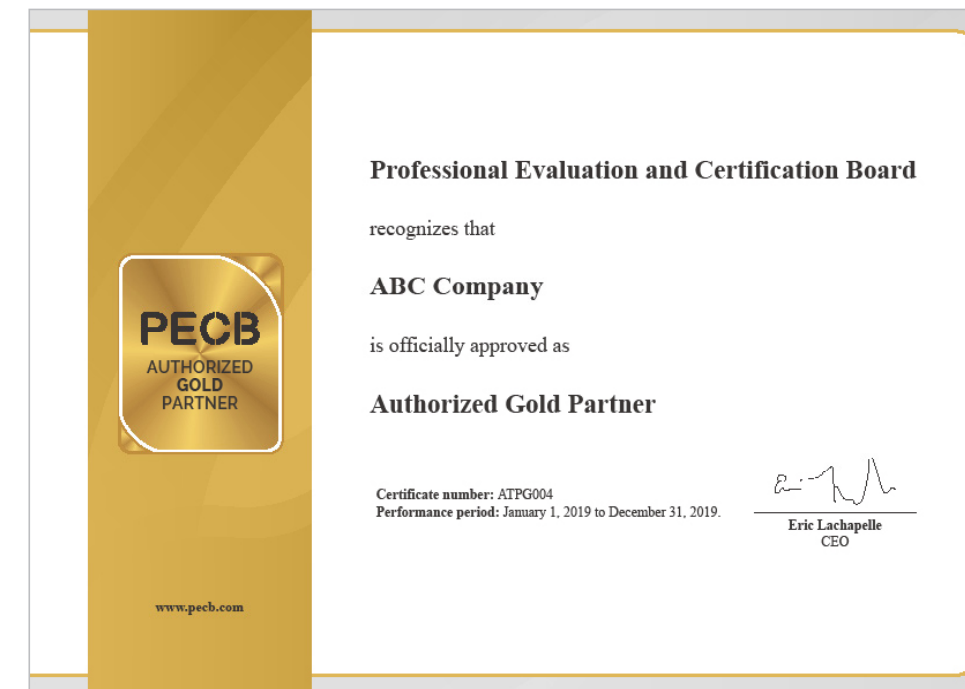 Professional Evaluation and Certification Board
recognizes that
ABC Company
is officially approved as
Authorized Gold Partner
PECB
AUTHORIZED
GOLD
PARTNER
Certificate number: ATPG004
Performance period: January 1, 2019 to December 31, 2019.
Eric Lachapelle
CEO
www.pecb.com